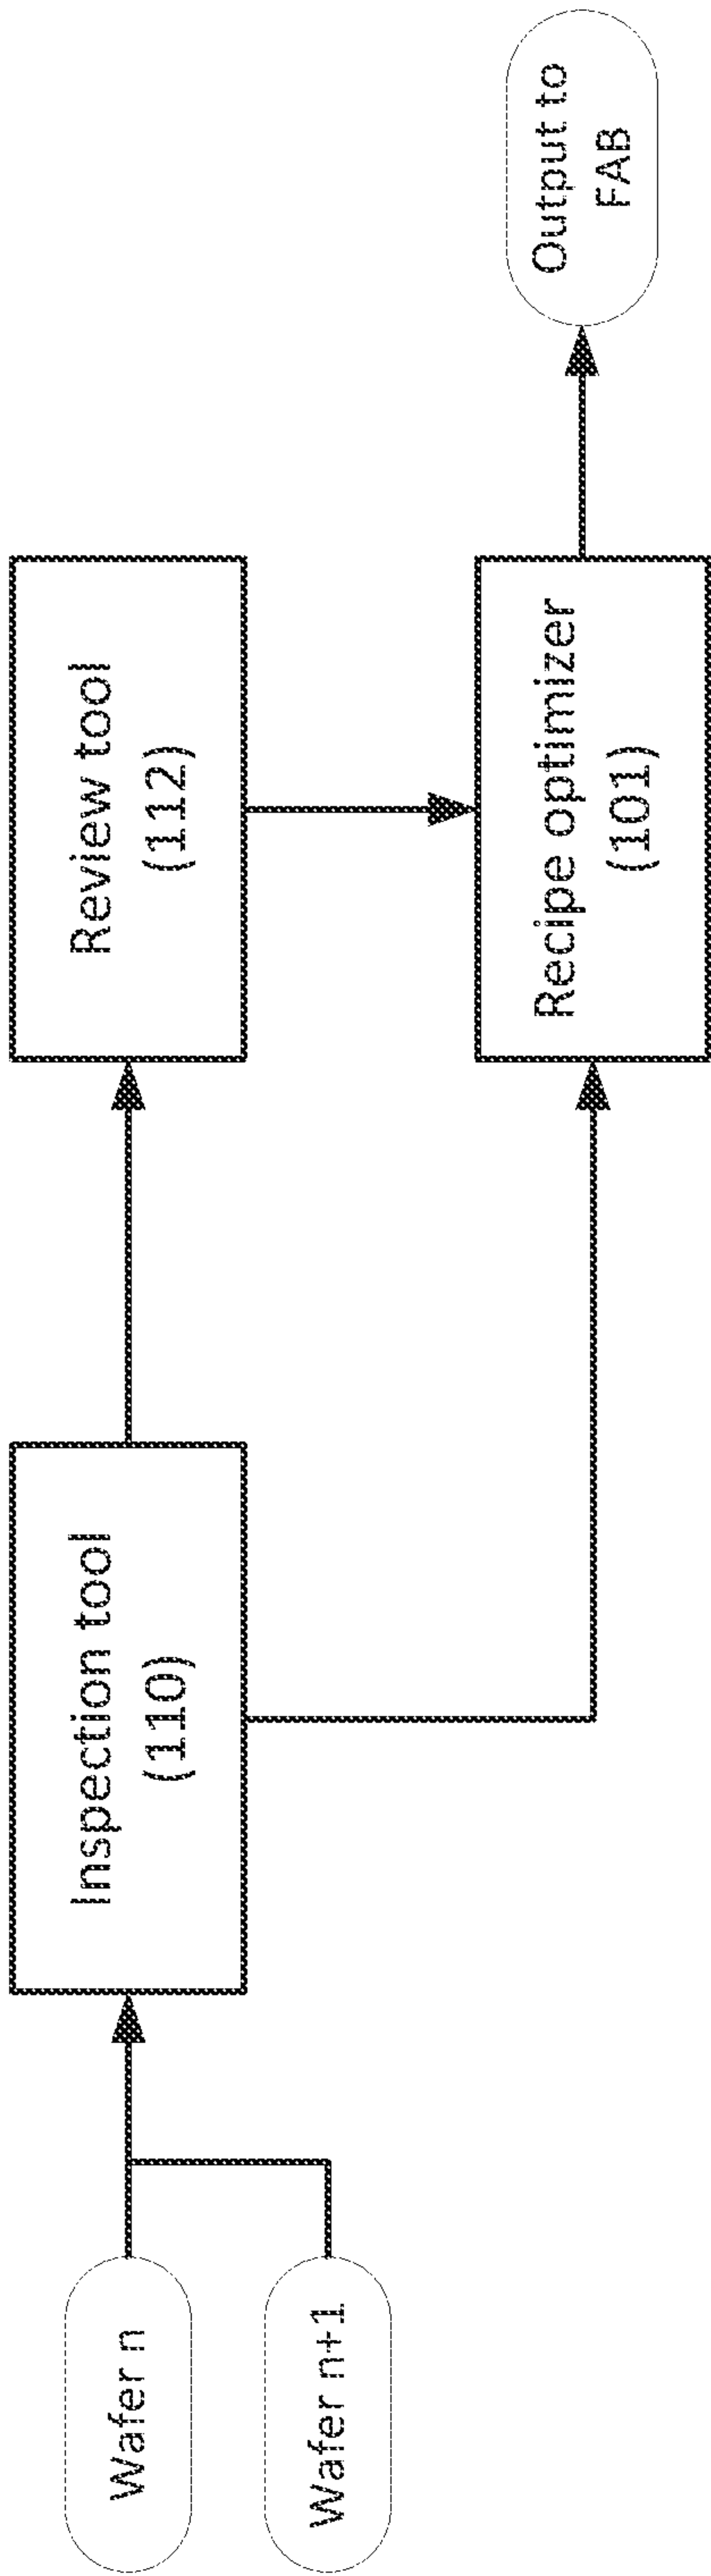 Wafer n
Wafer n+1
Inspection tool
(110)
Review tool
(112)
Recipe optimizer
(101)
Output to
FAB